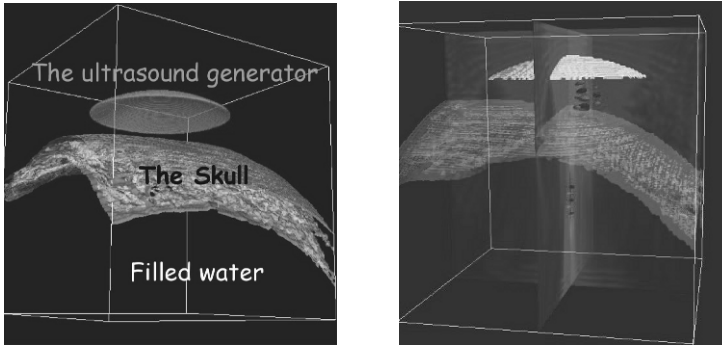 The ultrasound generator
The Skull
Filled water